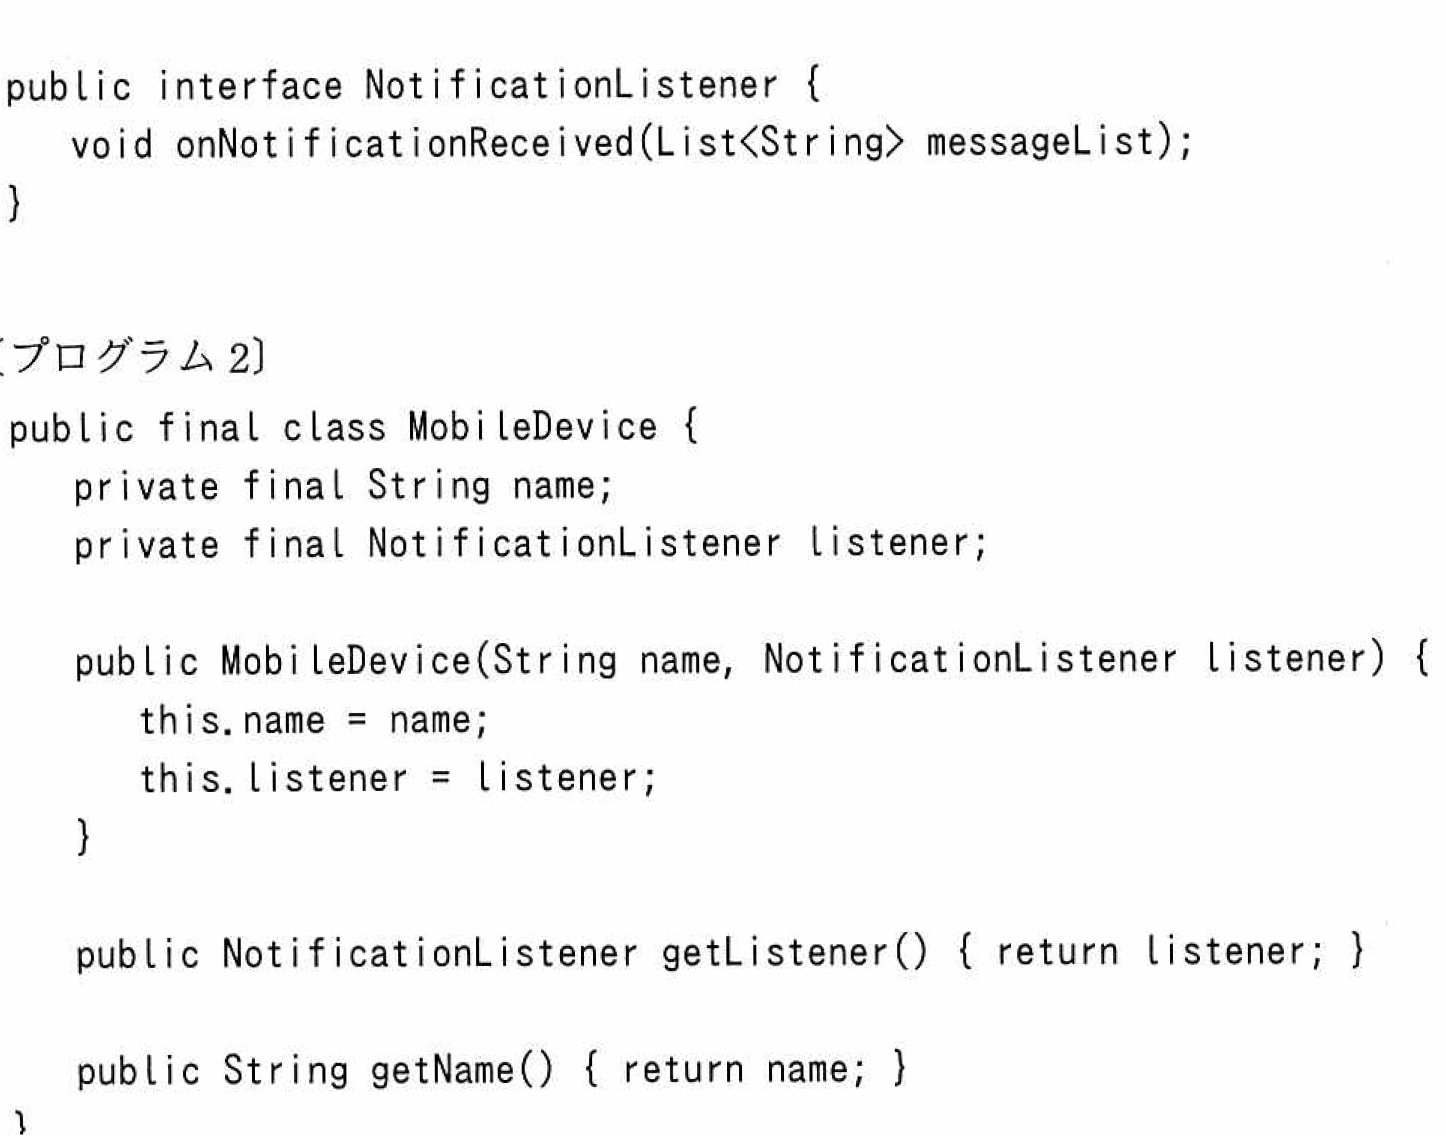 public interface NotificationListener {
void onNotificationReceived(List<String> messageList);
}
〔プログラム 2〕
public final class MobileDevice {
private final String name;
private final NotificationListener listener;
public MobileDevice(String name, NotificationListener listener) {
this.name = name;
this.listener = listener;
}
public NotificationListener getListener() { return listener; }
public String getName() { return name; }
}